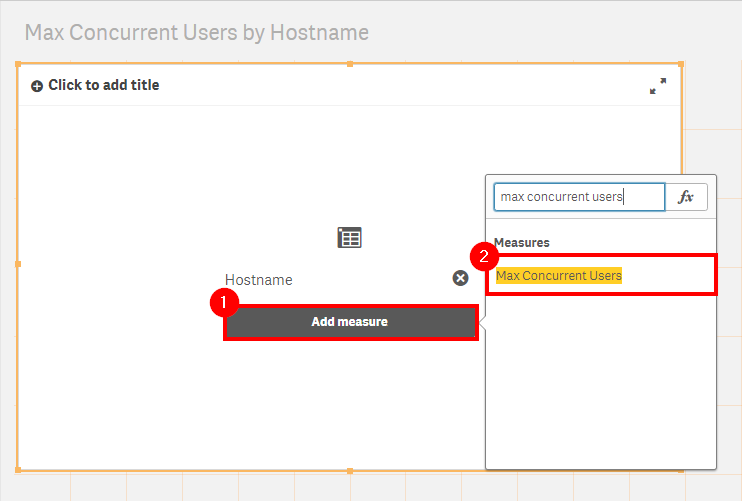 Max Concurrent Users by Hostname
Click to add title
max concurrent users
fx
Measures
2
Max Concurrent Users
Hostname
1
Add measure